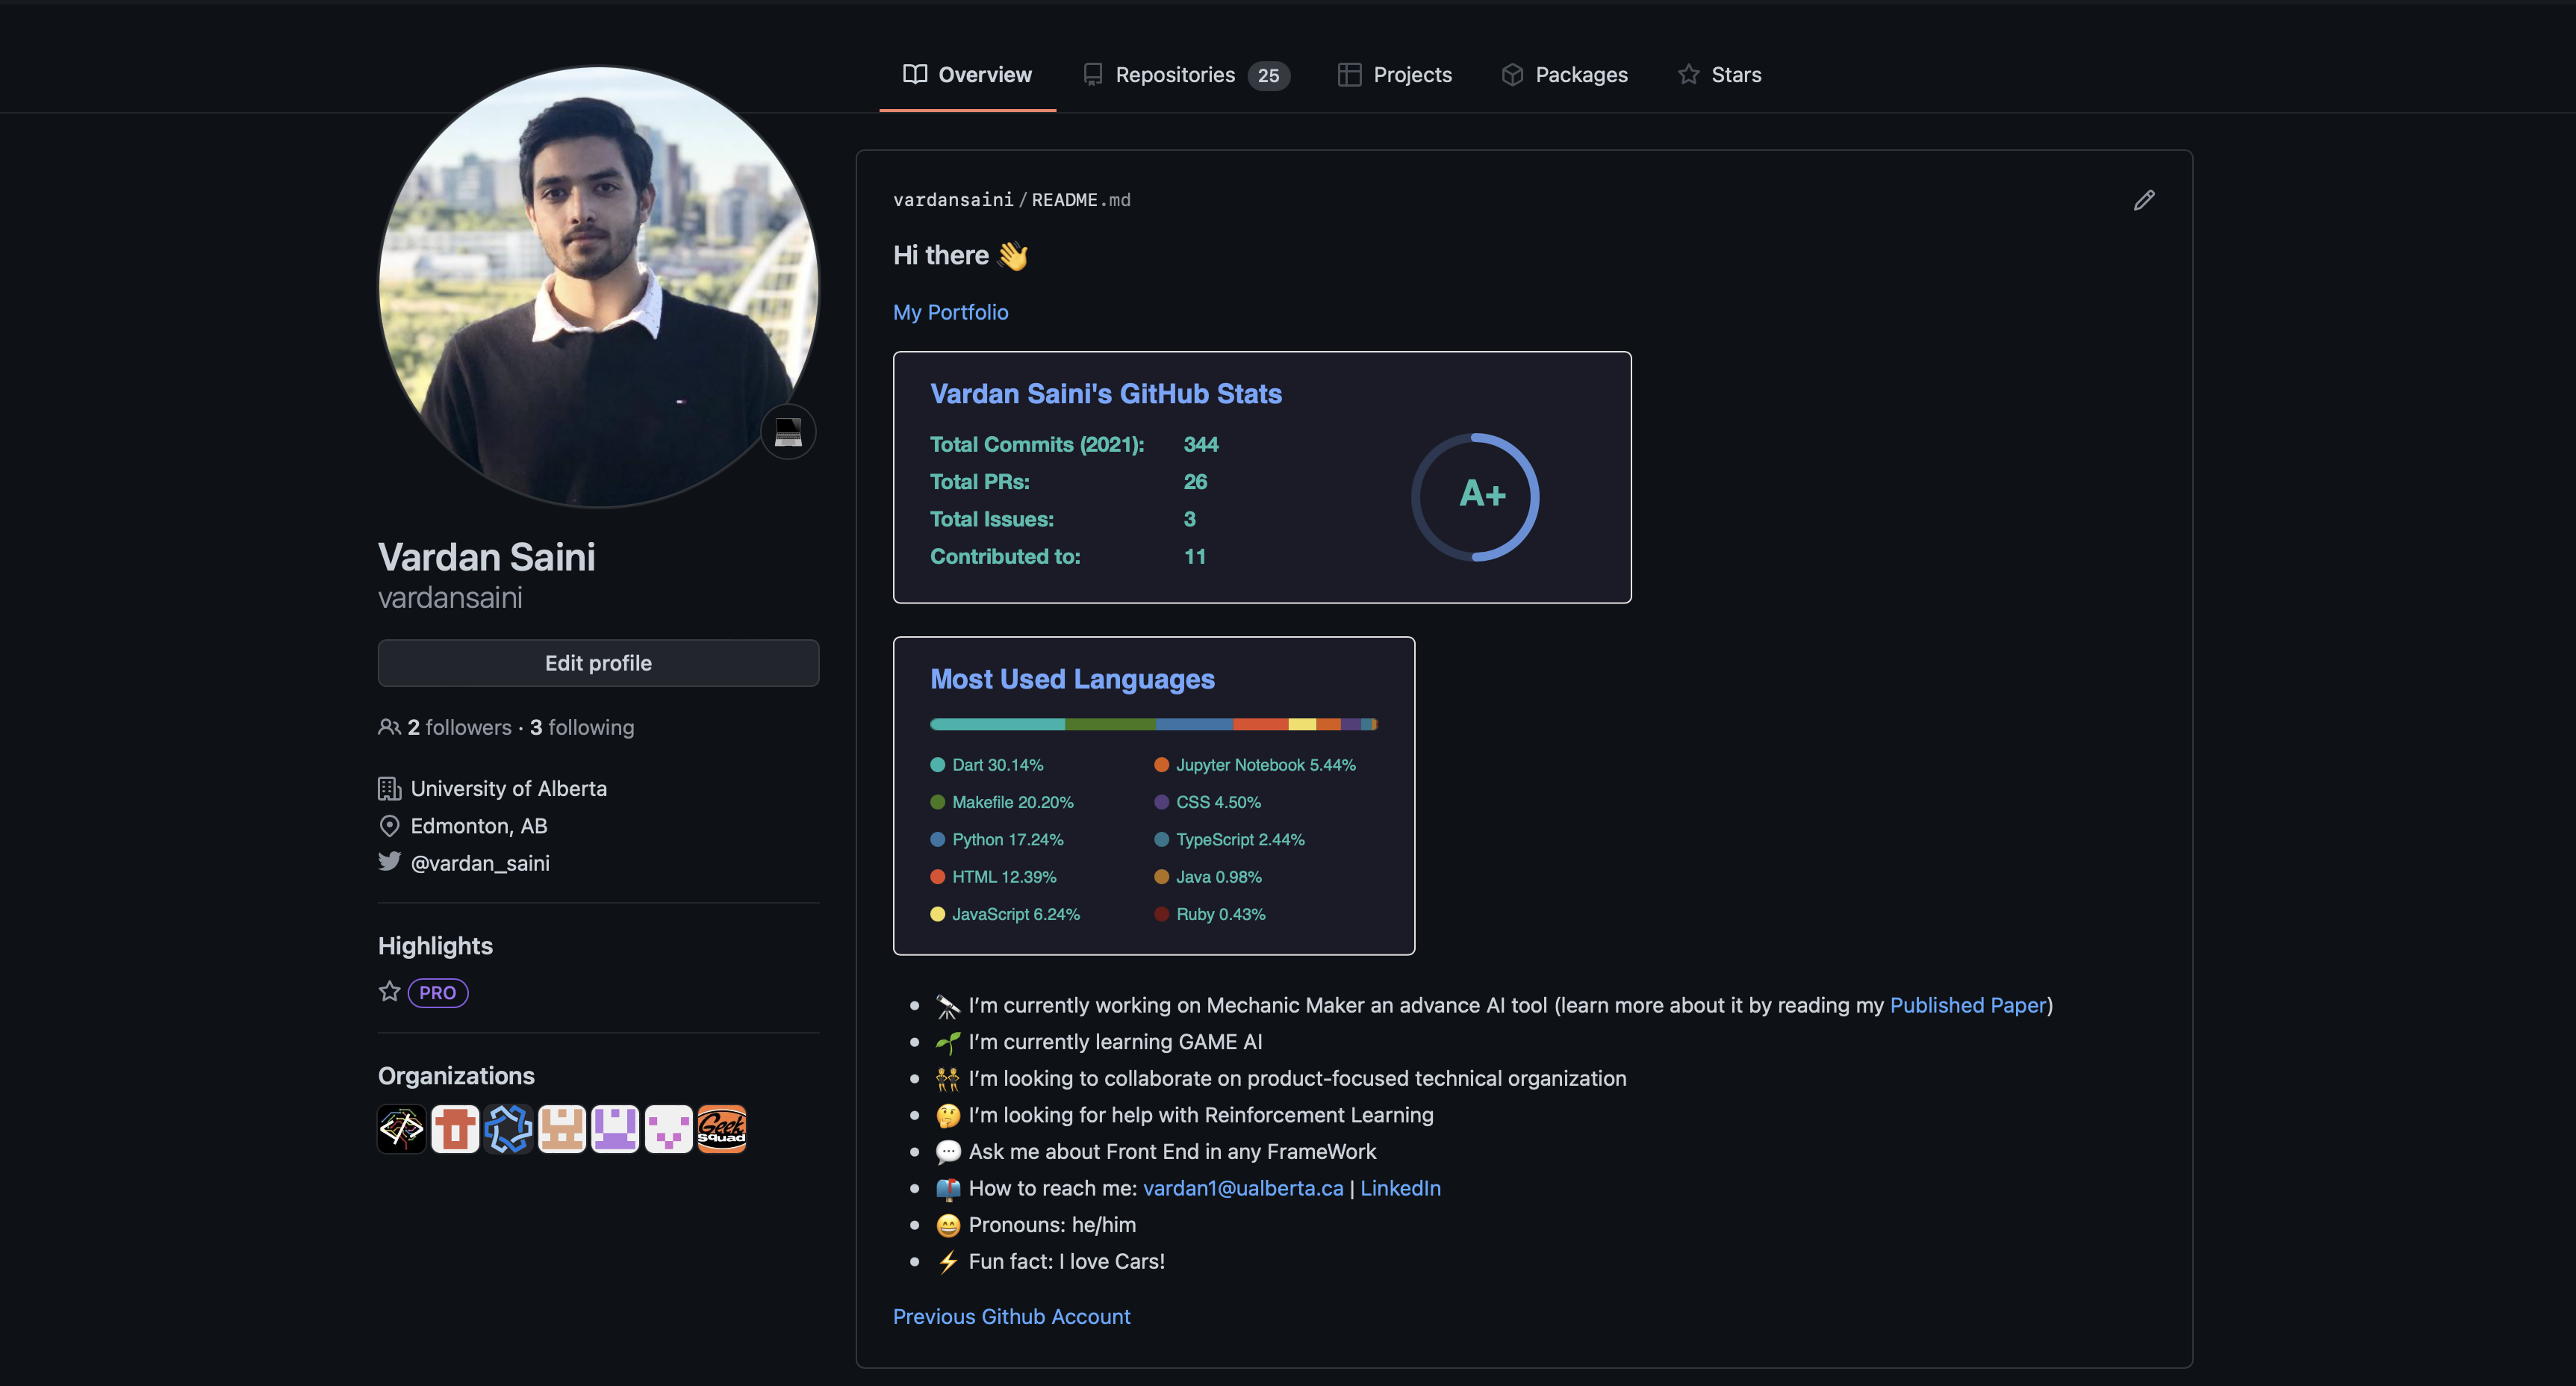 Overview
Repositories 25
Projects
Packages
Stars
Vardan Saini
vardansaini
Edit profile
2 followers · 3 following
University of Alberta
Edmonton, AB
@vardan_saini
Highlights
PRO
Organizations
Geek
Squad
vardansaini/README.md
Hi there 👋
My Portfolio
Vardan Saini's GitHub Stats
Total Commits (2021): 344
Total PRs: 26
Total Issues: 3
Contributed to: 11
A+
Most Used Languages
Dart 30.14%
Makefile 20.20%
Python 17.24%
HTML 12.39%
JavaScript 6.24%
Jupyter Notebook 5.44%
CSS 4.50%
TypeScript 2.44%
Java 0.98%
Ruby 0.43%
🔭 I’m currently working on Mechanic Maker an advance AI tool (learn more about it by reading my Published Paper)
🌱 I’m currently learning GAME AI
👯 I’m looking to collaborate on product-focused technical organization
🤔 I’m looking for help with Reinforcement Learning
💬 Ask me about Front End in any FrameWork
📫 How to reach me: vardan1@ualberta.ca | LinkedIn
😄 Pronouns: he/him
⚡ Fun fact: I love Cars!
Previous Github Account